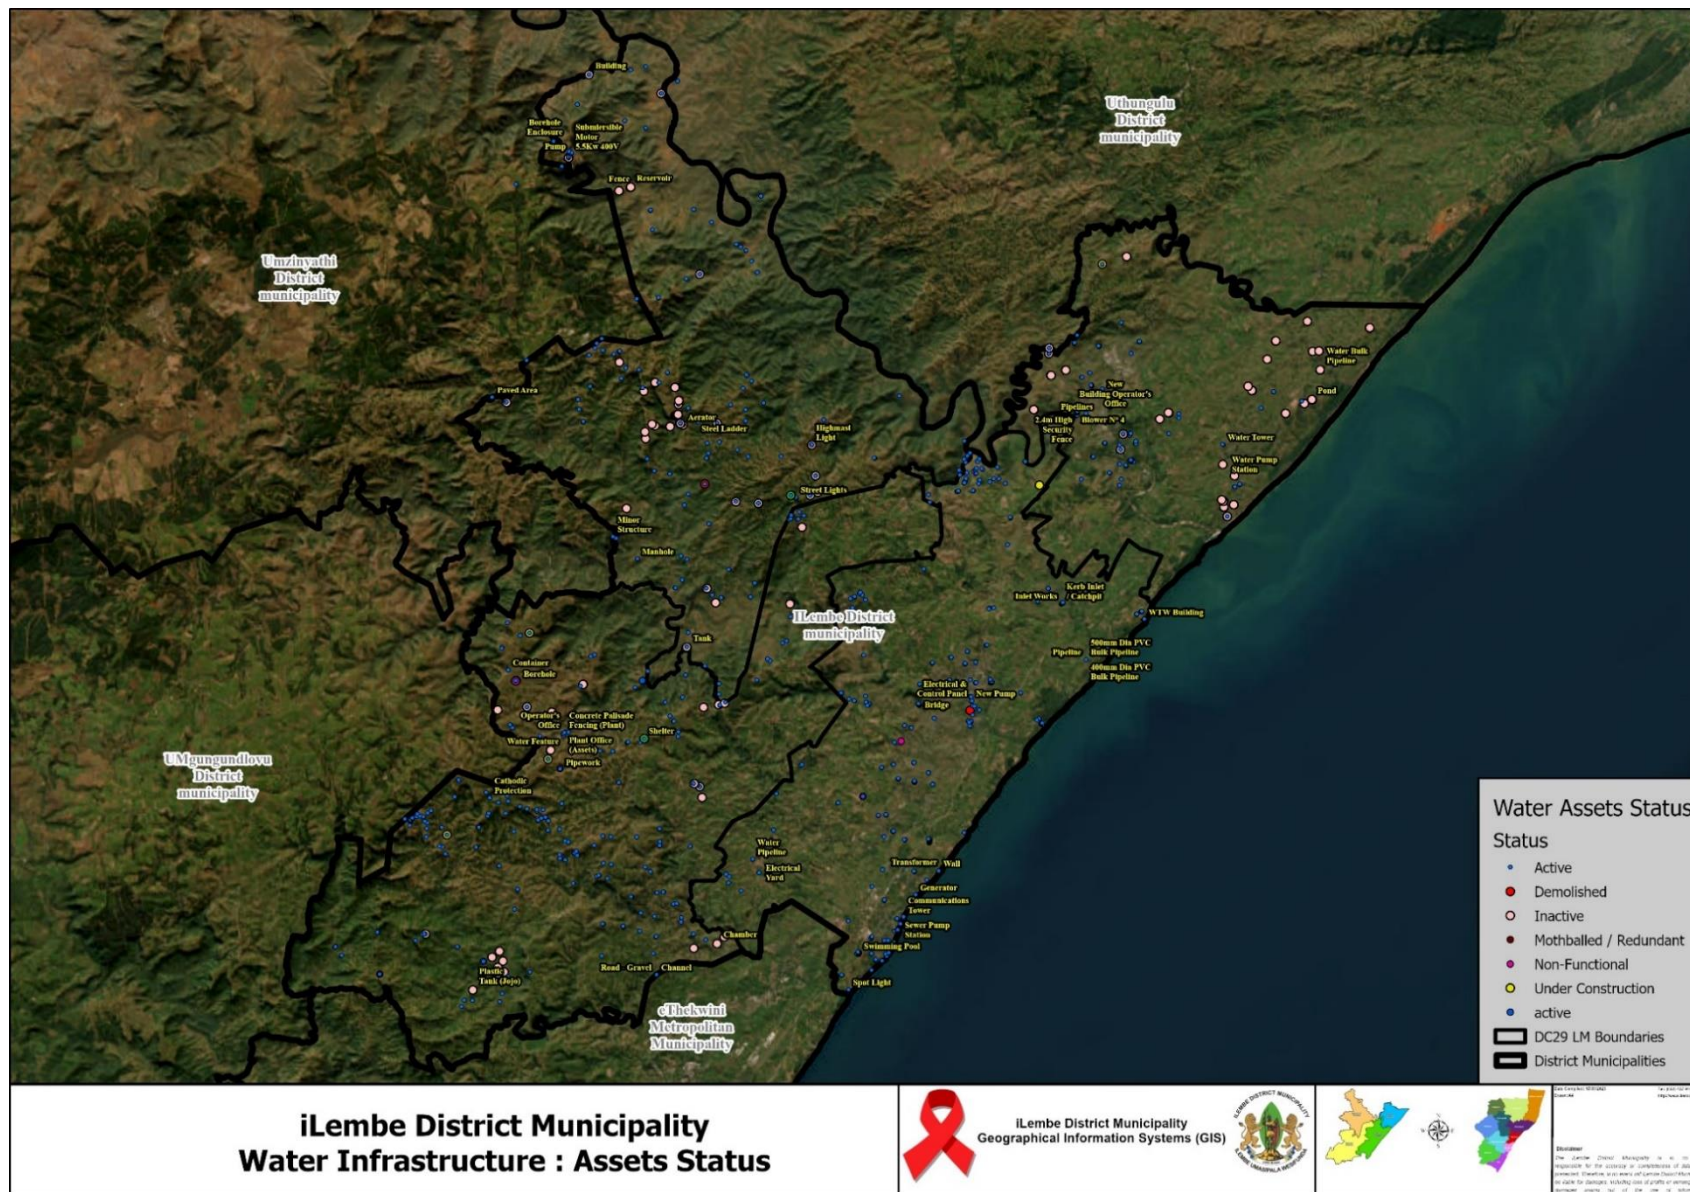 Building
Uthungulu
District
municipality
Borehole
Enclosure
Submersible
Motor
5.5Kw 400V
Pump
Fence
Reservoir
Umzinyathi
District
municipality
Water Bulk
Pipeline
Paved Area
New
Building Operator's
Office
Pond
Pipelines
2.4m High
Security
Fence
Blower N° 4
Aerator
Steel Ladder
Highmast
Light
Water Tower
Water Pump
Station
Street Lights
Minor
Structure
Manhole
Inlet Works
Kerb Inlet
/ Catchpit
WTW Building
ILembe District
municipality
Tank
500mm Dia PVC
Bulk Pipeline
Pipeline
400mm Dia PVC
Bulk Pipeline
Container
Borehole
Electrical &
Control Panel
New Pump
Bridge
Operator's
Office
Concrete Palisade
Fencing (Plant)
Shelter
Water Feature
Plant Office
(Assets)
Pipework
UMgungundlovu
District
municipality
Cathodic
Protection
Water
Pipeline
Electrical
Yard
Transformer
Wall
Generator
Communications
Tower
Sewer Pump
Station
Chamber
Swimming Pool
Plastic
Tank (Jojo)
Road
Gravel
Channel
Spot Light
eThekwini
Metropolitan
Municipality
Water Assets Status
Status
Active
Demolished
Inactive
Mothballed / Redundant
Non-Functional
Under Construction
active
DC29 LM Boundaries
District Municipalities
iLembe District Municipality
Water Infrastructure : Assets Status
iLembe District Municipality
Geographical Information Systems (GIS)
ILEMBE DISTRICT MUNICIPALITY
ILEMBE UMASIPALA WESIFUNDA
Disclaimer